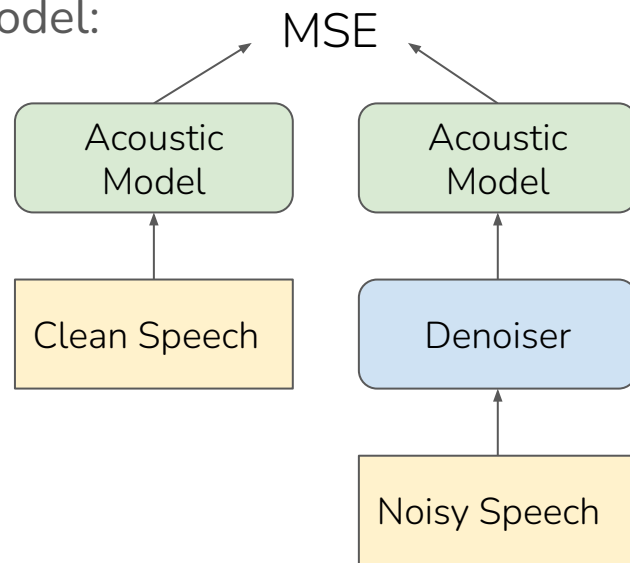 odel:
MSE
Acoustic
Model
Acoustic
Model
Clean Speech
Denoiser
Noisy Speech